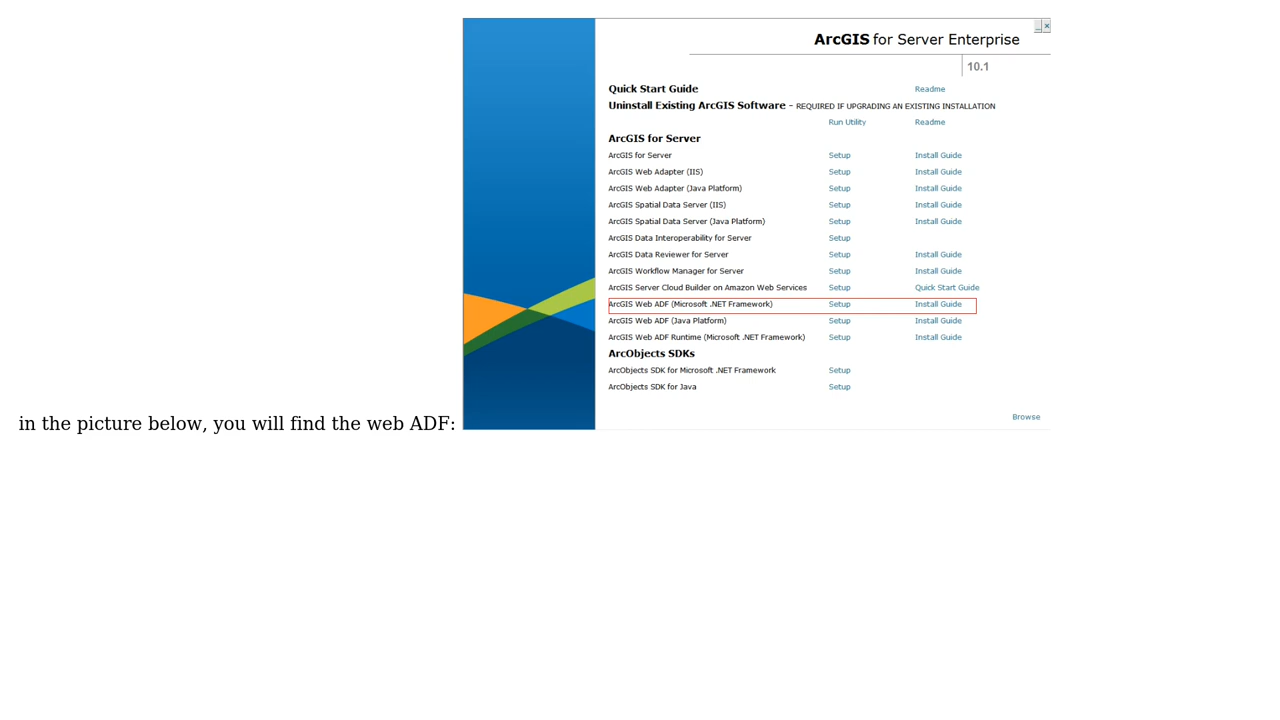 ArcGIS for Server Enterprise
10.1
Quick Start Guide Readme
Uninstall Existing ArcGIS Software - REQUIRED IF UPGRADING AN EXISTING INSTALLATION
Run Utility Readme
ArcGIS for Server
ArcGIS for Server Setup Install Guide
ArcGIS Web Adapter (IIS) Setup Install Guide
ArcGIS Web Adapter (Java Platform) Setup Install Guide
ArcGIS Spatial Data Server (IIS) Setup Install Guide
ArcGIS Spatial Data Server (Java Platform) Setup Install Guide
ArcGIS Data Interoperability for Server Setup
ArcGIS Data Reviewer for Server Setup Install Guide
ArcGIS Workflow Manager for Server Setup Install Guide
ArcGIS Server Cloud Builder on Amazon Web Services Setup Quick Start Guide
ArcGIS Web ADF (Microsoft .NET Framework) Setup Install Guide
ArcGIS Web ADF (Java Platform) Setup Install Guide
ArcGIS Web ADF Runtime (Microsoft .NET Framework) Setup Install Guide
ArcObjects SDKs
ArcObjects SDK for Microsoft .NET Framework Setup
ArcObjects SDK for Java Setup
Browse
in the picture below, you will find the web ADF: